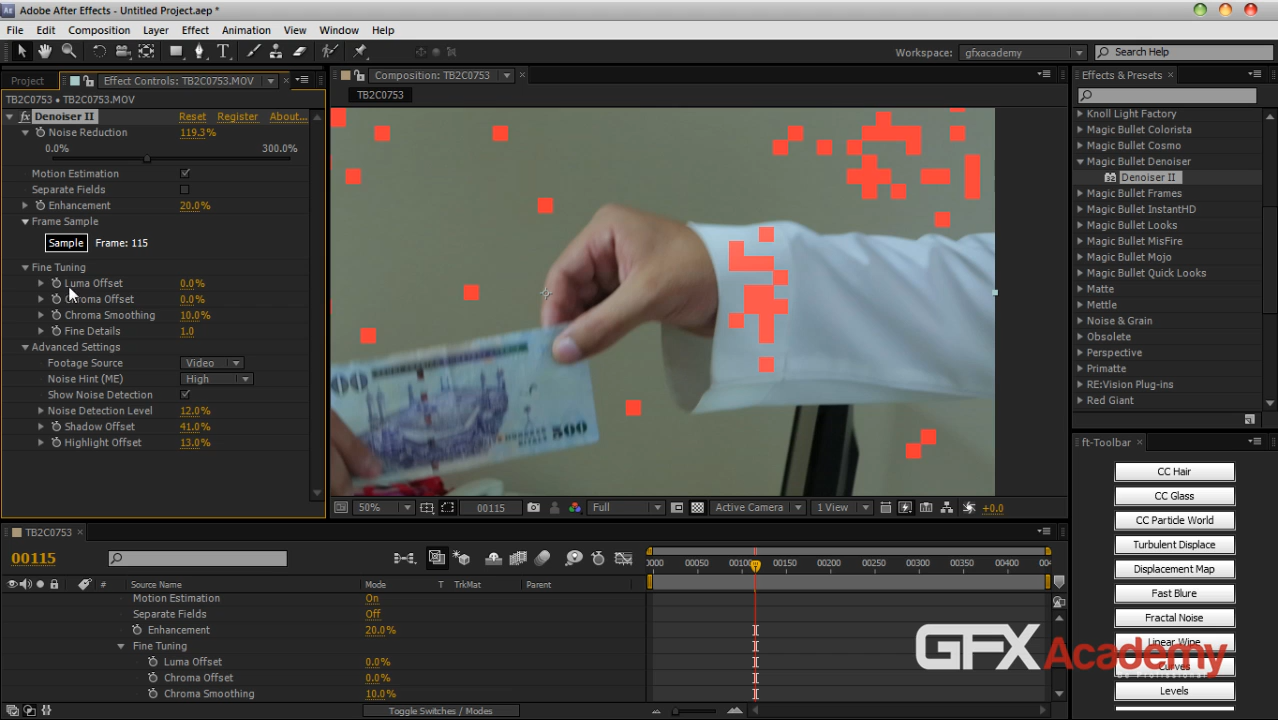 Adobe After Effects - Untitled Project.aep *
File Edit Composition Layer Effect Animation View Window Help
Workspace: gfxacademy Search Help
Project Effect Controls: TB2C0753.MOV
TB2C0753 • TB2C0753.MOV
fx Denoiser II Reset Register About...
Noise Reduction 119.3%
0.0% 300.0%
Motion Estimation
Separate Fields
Enhancement 20.0%
Frame Sample
Sample Frame: 115
Fine Tuning
Luma Offset 0.0%
Chroma Offset 0.0%
Chroma Smoothing 10.0%
Fine Details 1.0
Advanced Settings
Footage Source Video
Noise Hint (ME) High
Show Noise Detection
Noise Detection Level 12.0%
Shadow Offset 41.0%
Highlight Offset 13.0%
Composition: TB2C0753
TB2C0753
500
50% 00115 Full Active Camera 1 View +0.0
Effects & Presets
Knoll Light Factory
Magic Bullet Colorista
Magic Bullet Cosmo
Magic Bullet Denoiser
32 Denoiser II
Magic Bullet Frames
Magic Bullet InstantHD
Magic Bullet Looks
Magic Bullet MisFire
Magic Bullet Mojo
Magic Bullet Quick Looks
Matte
Mettle
Noise & Grain
Obsolete
Perspective
Primatte
RE:Vision Plug-ins
Red Giant
ft-Toolbar
CC Hair
CC Glass
CC Particle World
Turbulent Displace
Displacement Map
Fast Blure
Fractal Noise
Linear Wipe
Curves
Levels
TB2C0753
00115
# Source Name Mode T TrkMat Parent
0000 00050 00100 00150 00200 00250 00300 00350 00400 004
Motion Estimation On
Separate Fields Off
Enhancement 20.0%
Fine Tuning
Luma Offset 0.0%
Chroma Offset 0.0%
Chroma Smoothing 10.0%
Toggle Switches / Modes
GFX Academy